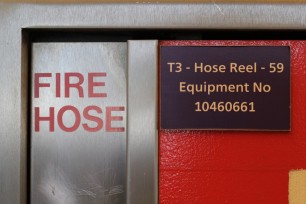 FIRE
HOSE
T3 - Hose Reel - 59
Equipment No
10460661